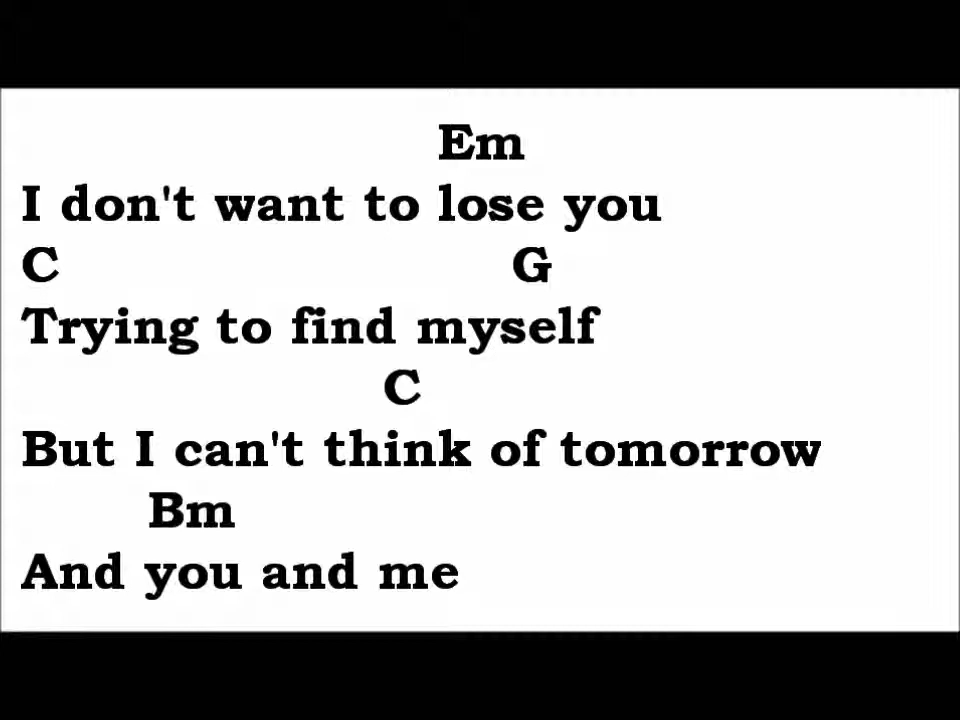 Em
I don't want to lose you
C G
Trying to find myself
C
But I can't think of tomorrow
Bm
And you and me